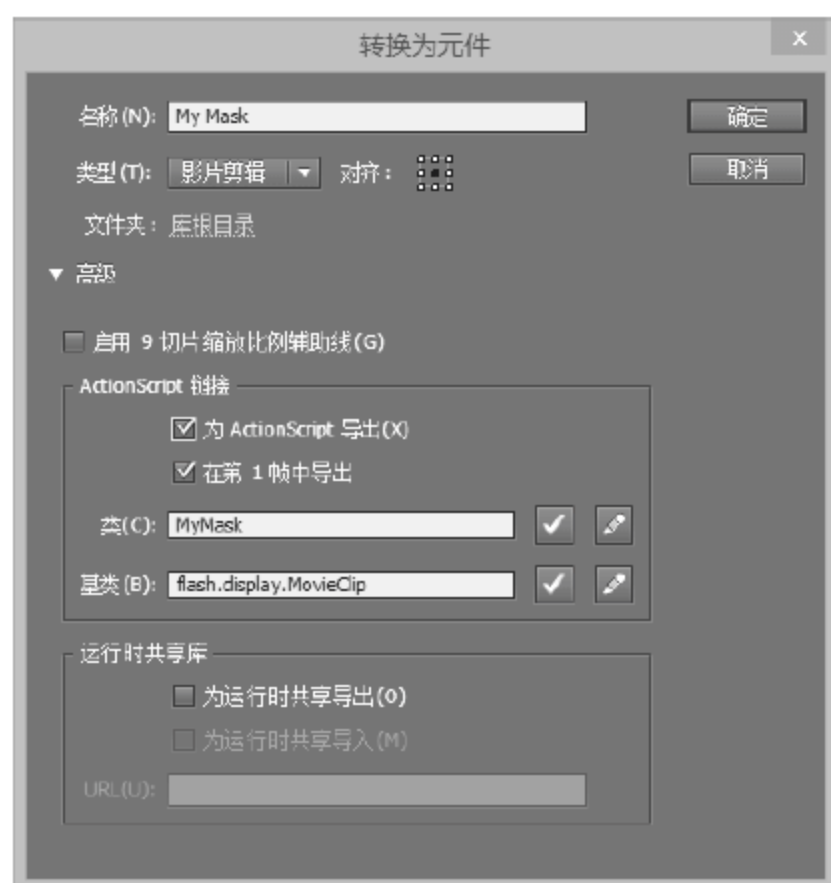 转换为元件
x
名称(N): My Mask
确定
类型(T): 影片剪辑 对齐:
取消
文件夹: 库根目录
高级
启用 9 切片缩放比例辅助线(G)
ActionScript 链接
为 ActionScript 导出(X)
在第 1 帧中导出
类(C): MyMask
基类(B): flash.display.MovieClip
运行时共享库
为运行时共享导出(O)
为运行时共享导入(M)
URL(U):